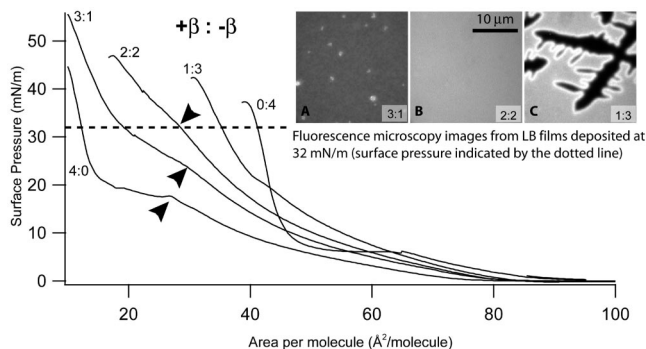 +β : -β
3:1
2:2
1:3
0:4
4:0
50
40
30
20
10
0
Surface Pressure (mN/m)
20
40
60
80
100
Area per molecule (Å²/molecule)
10 µm
A
3:1
B
2:2
C
1:3
Fluorescence microscopy images from LB films deposited at
32 mN/m (surface pressure indicated by the dotted line)